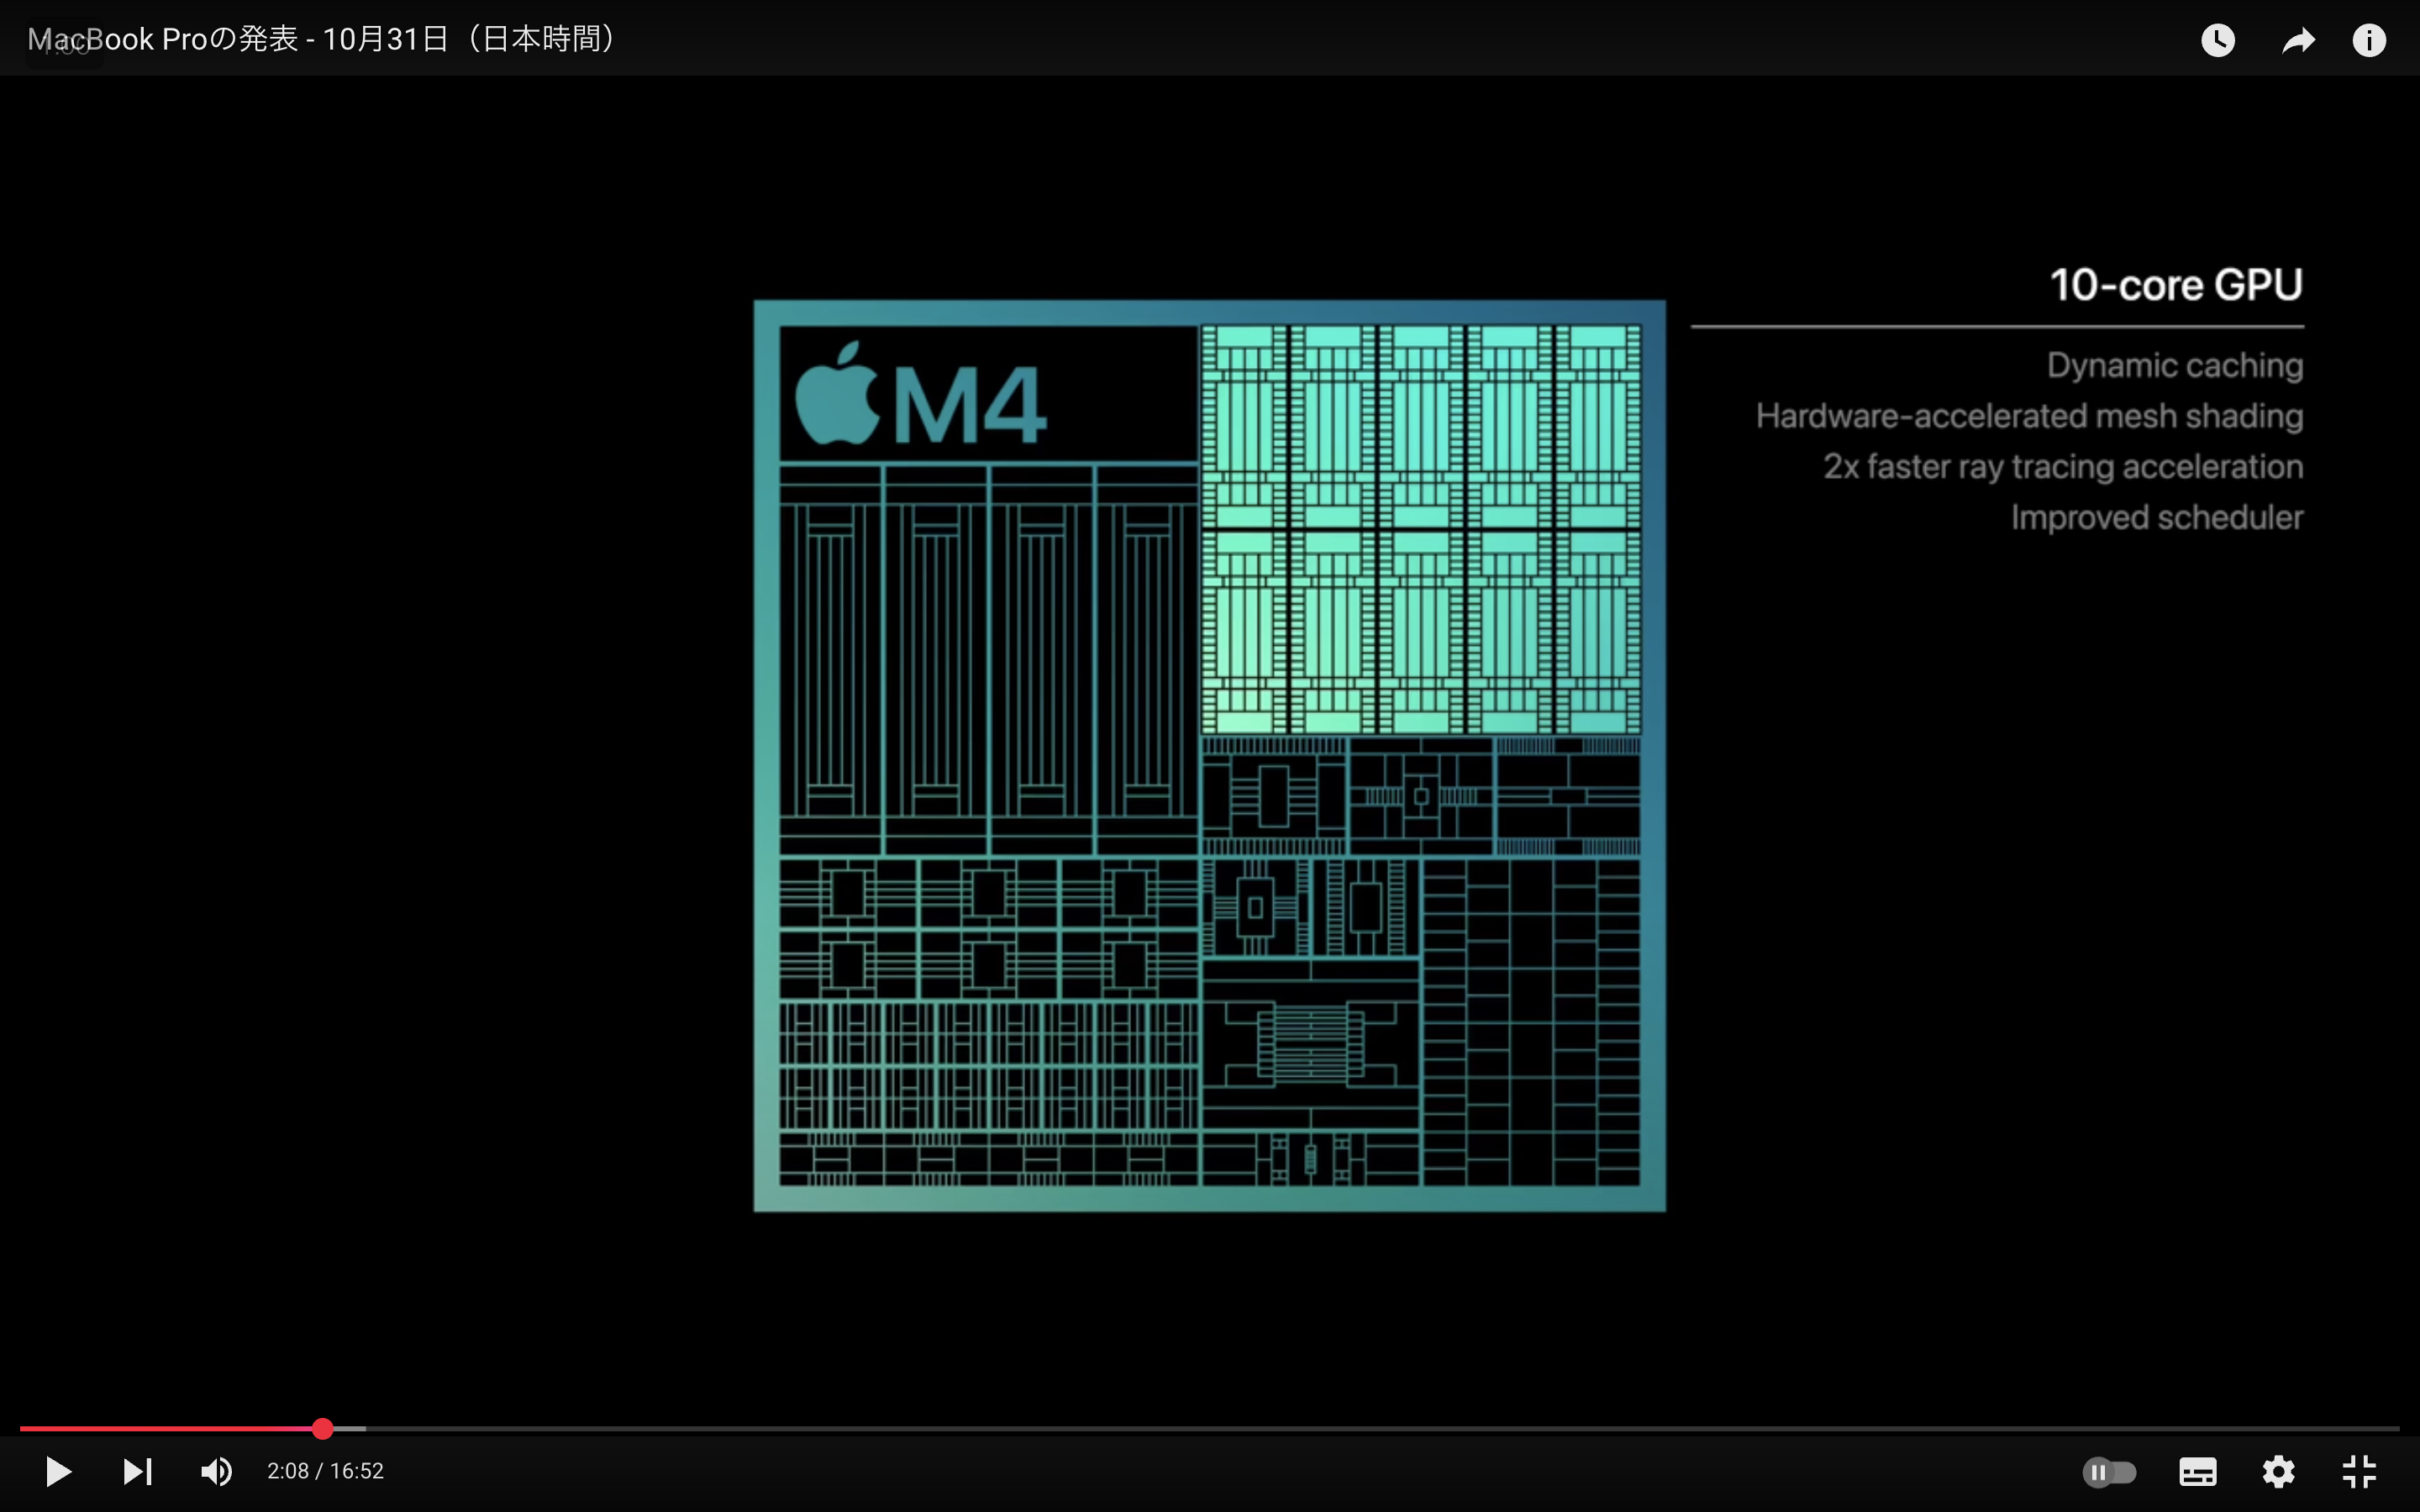 MacBook Proの発表 - 10月31日（日本時間）
10-core GPU
M4
Dynamic caching
Hardware-accelerated mesh shading
2x faster ray tracing acceleration
Improved scheduler
2:08 / 16:52